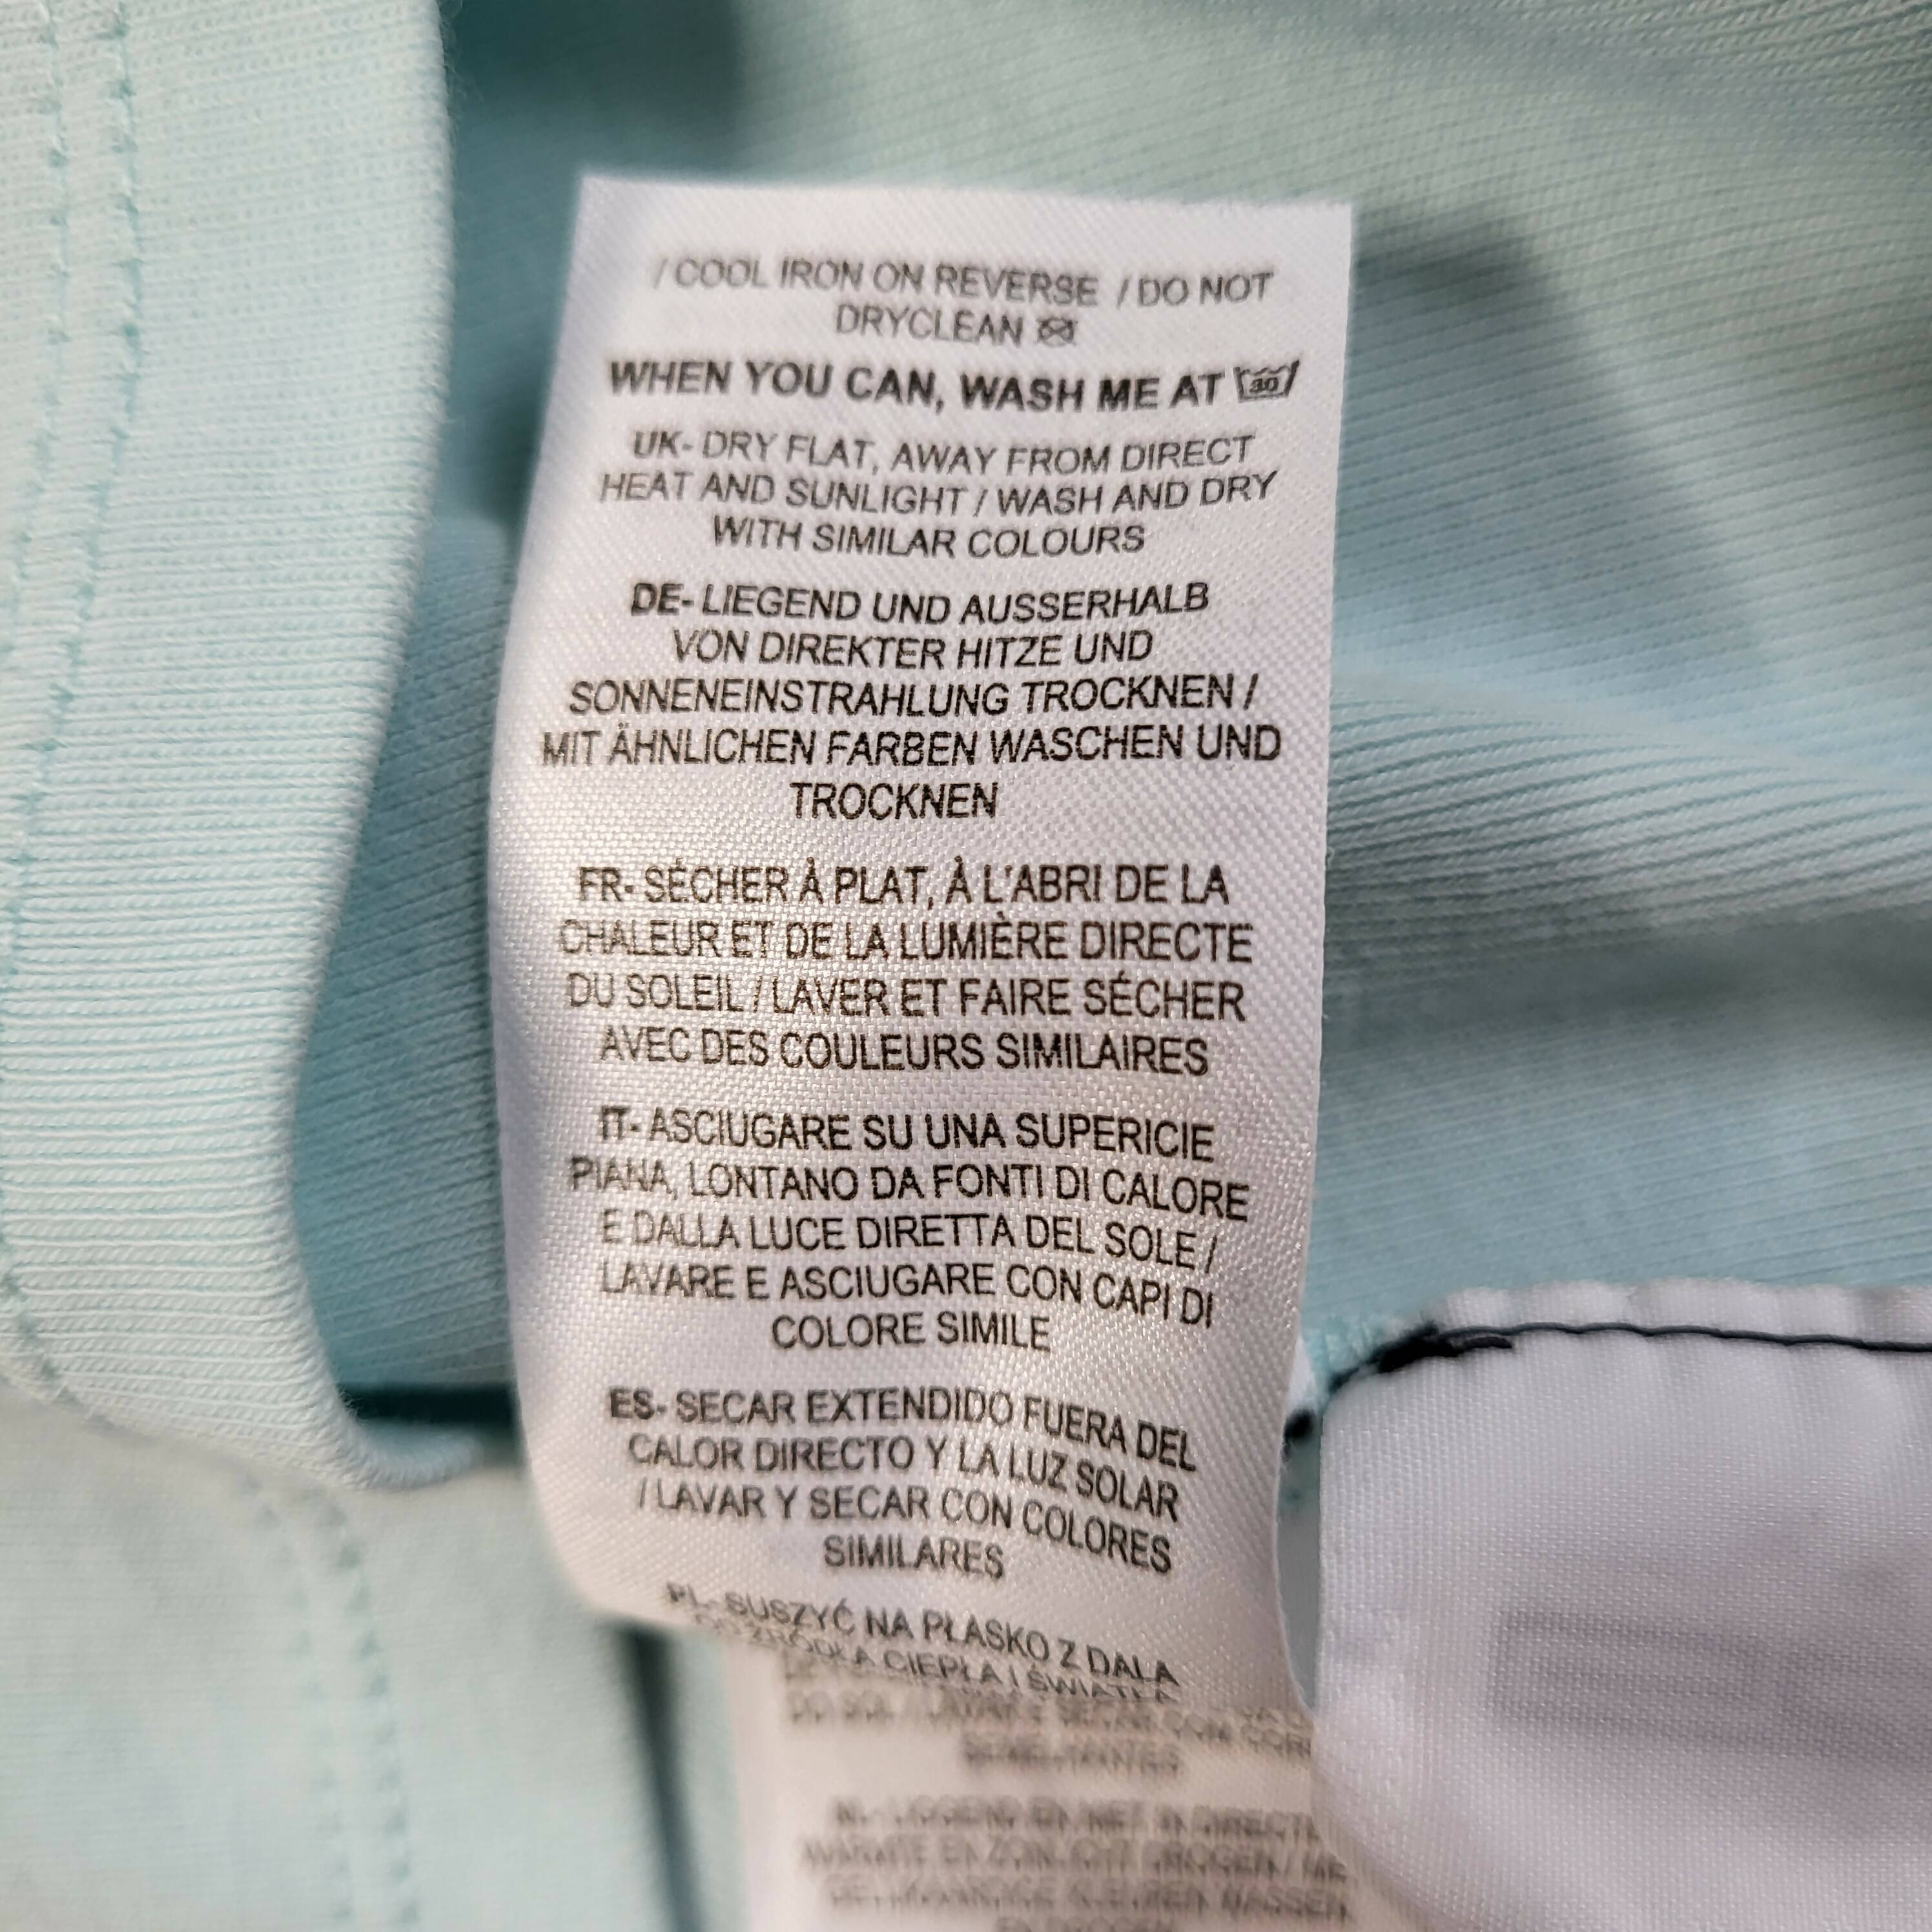 / COOL IRON ON REVERSE / DO NOT
DRYCLEAN
WHEN YOU CAN, WASH ME AT 30
UK- DRY FLAT, AWAY FROM DIRECT
HEAT AND SUNLIGHT / WASH AND DRY
WITH SIMILAR COLOURS
DE- LIEGEND UND AUSSERHALB
VON DIREKTER HITZE UND
SONNENEINSTRAHLUNG TROCKNEN /
MIT ÄHNLICHEN FARBEN WASCHEN UND
TROCKNEN
FR- SÉCHER À PLAT, À L'ABRI DE LA
CHALEUR ET DE LA LUMIÈRE DIRECTE
DU SOLEIL / LAVER ET FAIRE SÉCHER
AVEC DES COULEURS SIMILAIRES
IT- ASCIUGARE SU UNA SUPERICIE
PIANA, LONTANO DA FONTI DI CALORE
E DALLA LUCE DIRETTA DEL SOLE /
LAVARE E ASCIUGARE CON CAPI DI
COLORE SIMILE
ES- SECAR EXTENDIDO FUERA DEL
CALOR DIRECTO Y LA LUZ SOLAR
/ LAVAR Y SECAR CON COLORES
SIMILARES
PL- SUSZYĆ NA PŁASKO Z DALA
CIEPŁA I ŚWIATŁA